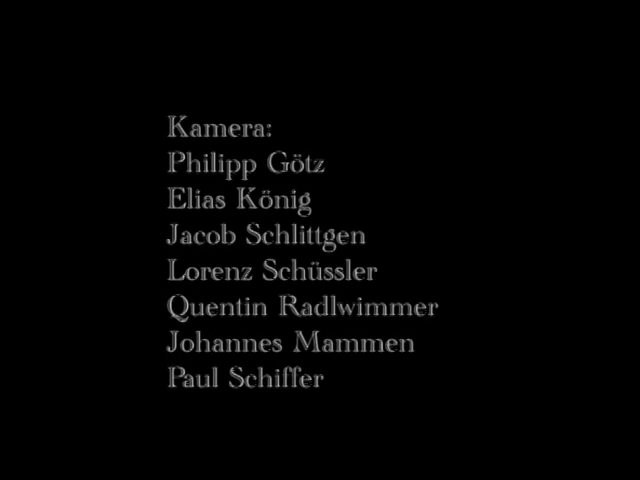 Kamera:
Philipp Götz
Elias König
Jacob Schlittgen
Lorenz Schüssler
Quentin Radlwimmer
Johannes Mammen
Paul Schiffer